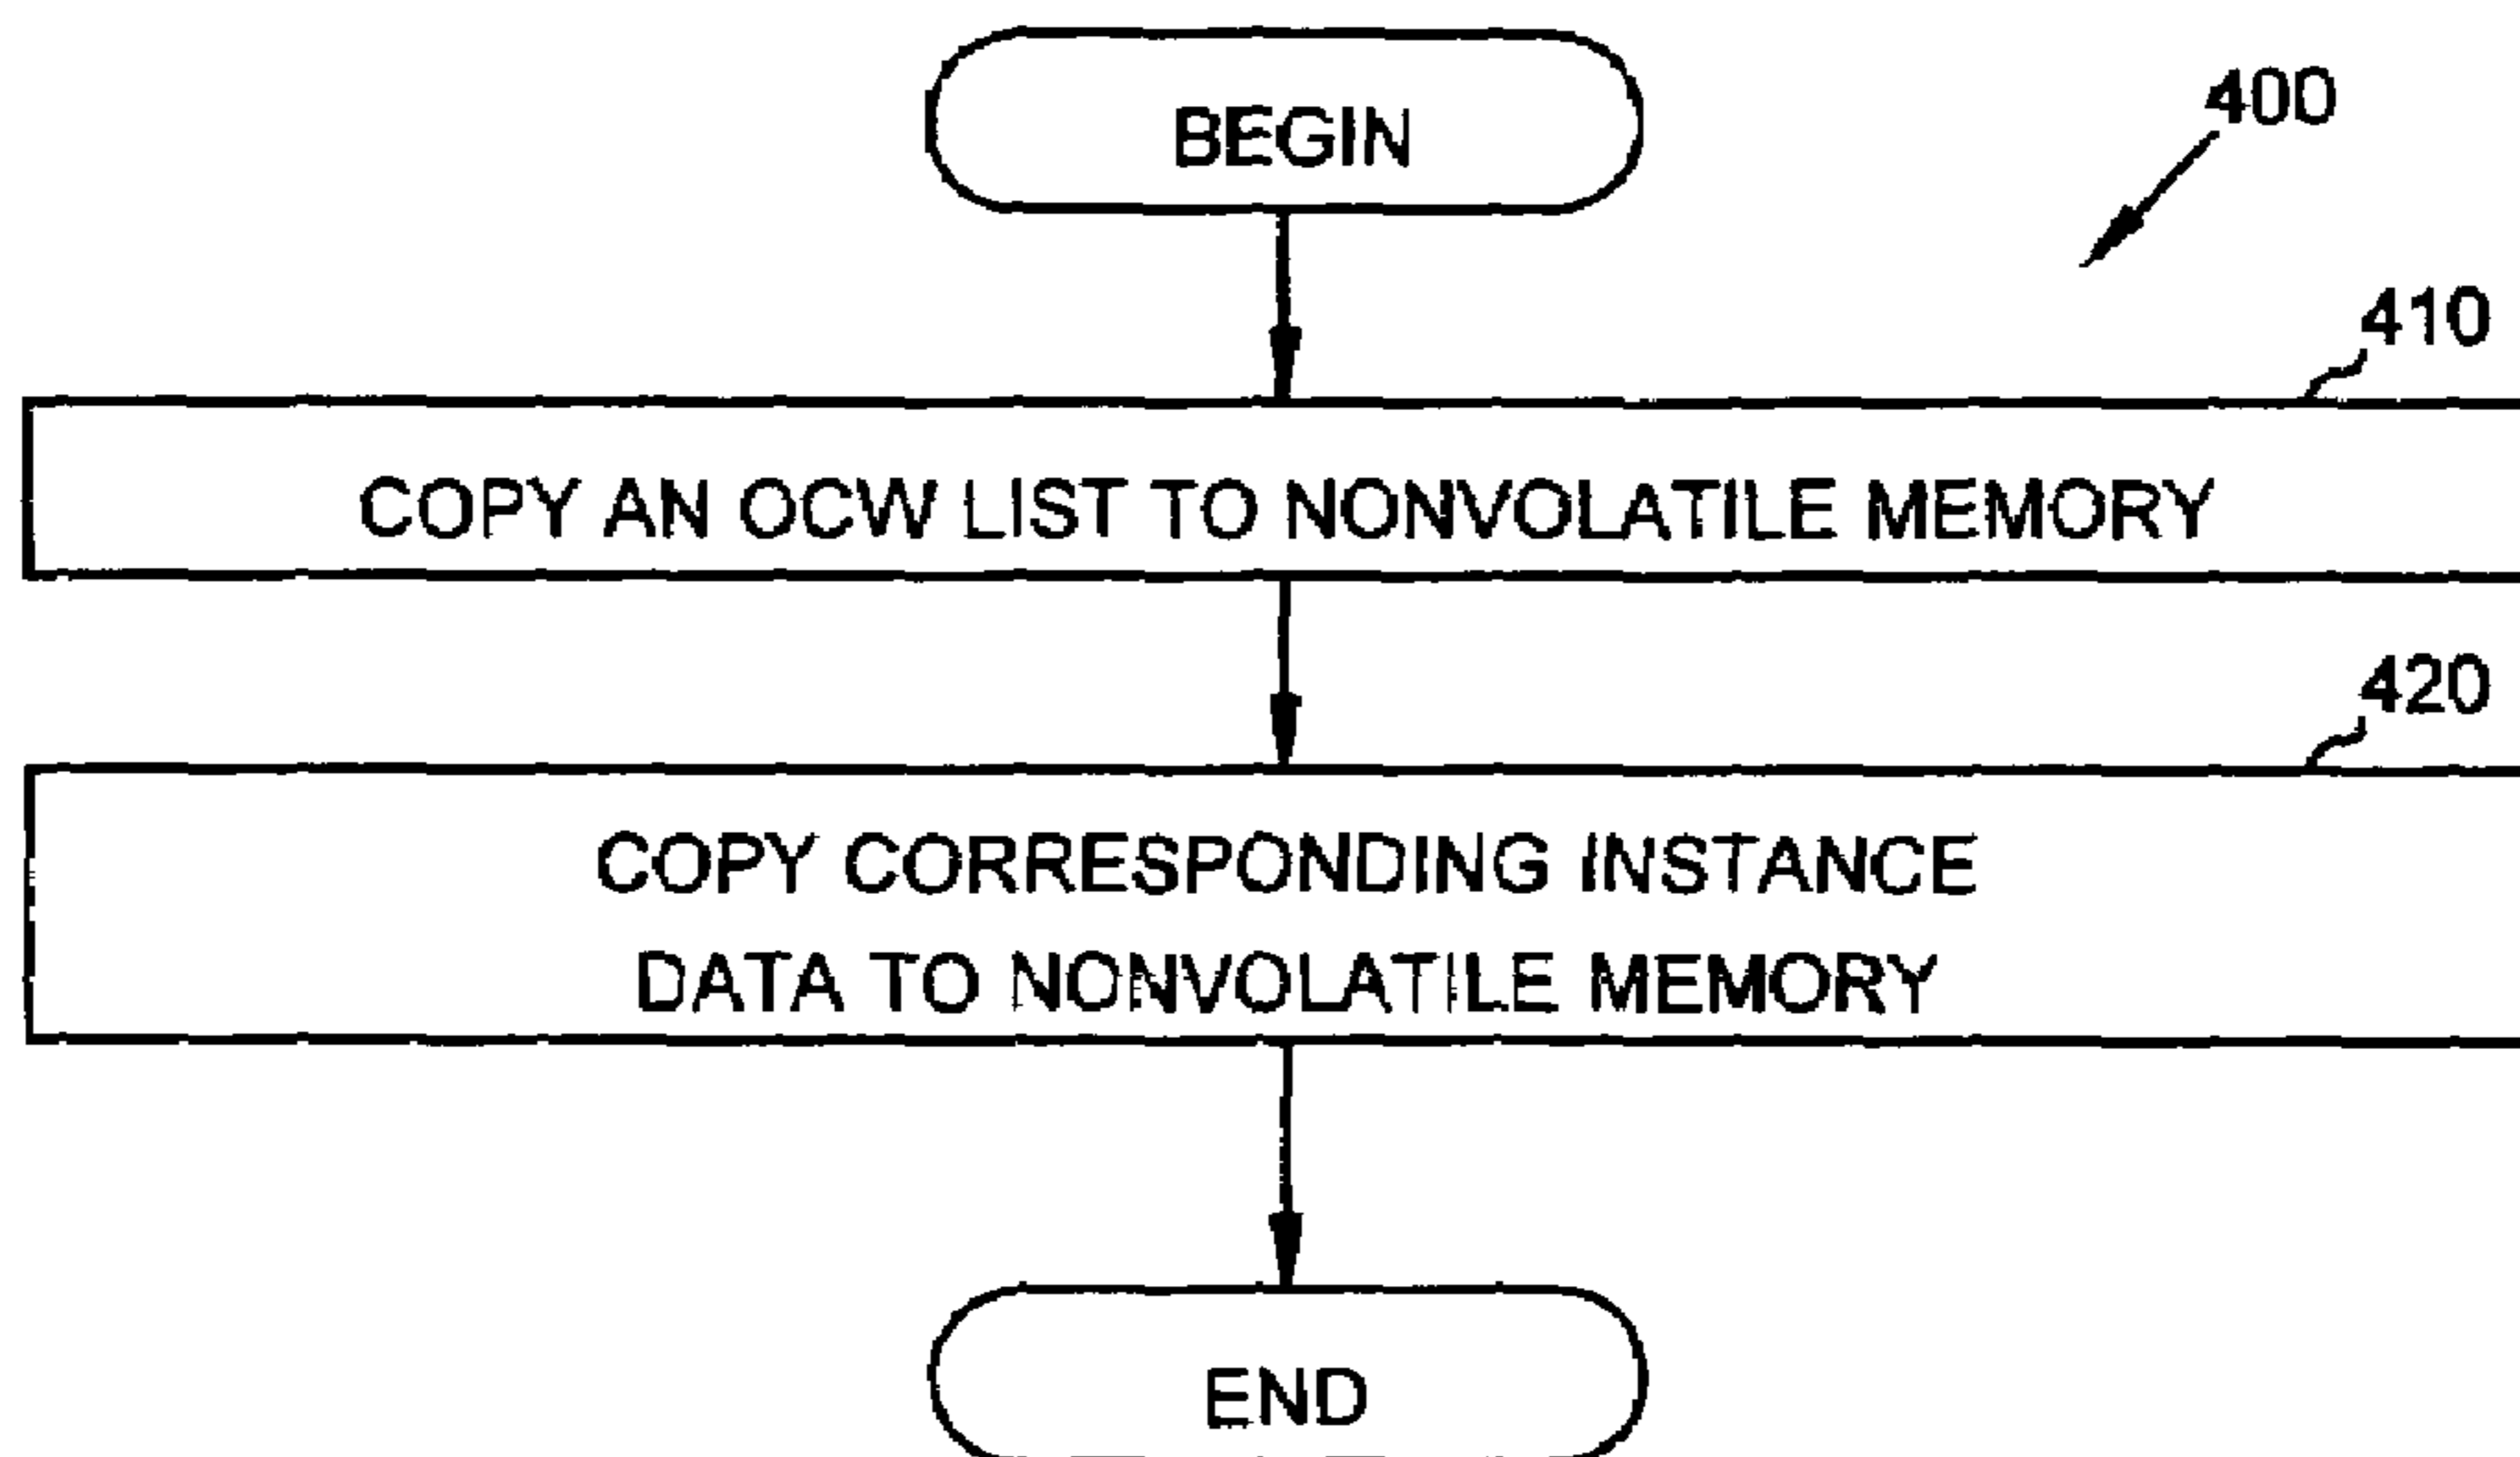 BEGIN
400
410
COPY AN OCW LIST TO NONVOLATILE MEMORY
420
COPY CORRESPONDING INSTANCE
DATA TO NONVOLATILE MEMORY
END